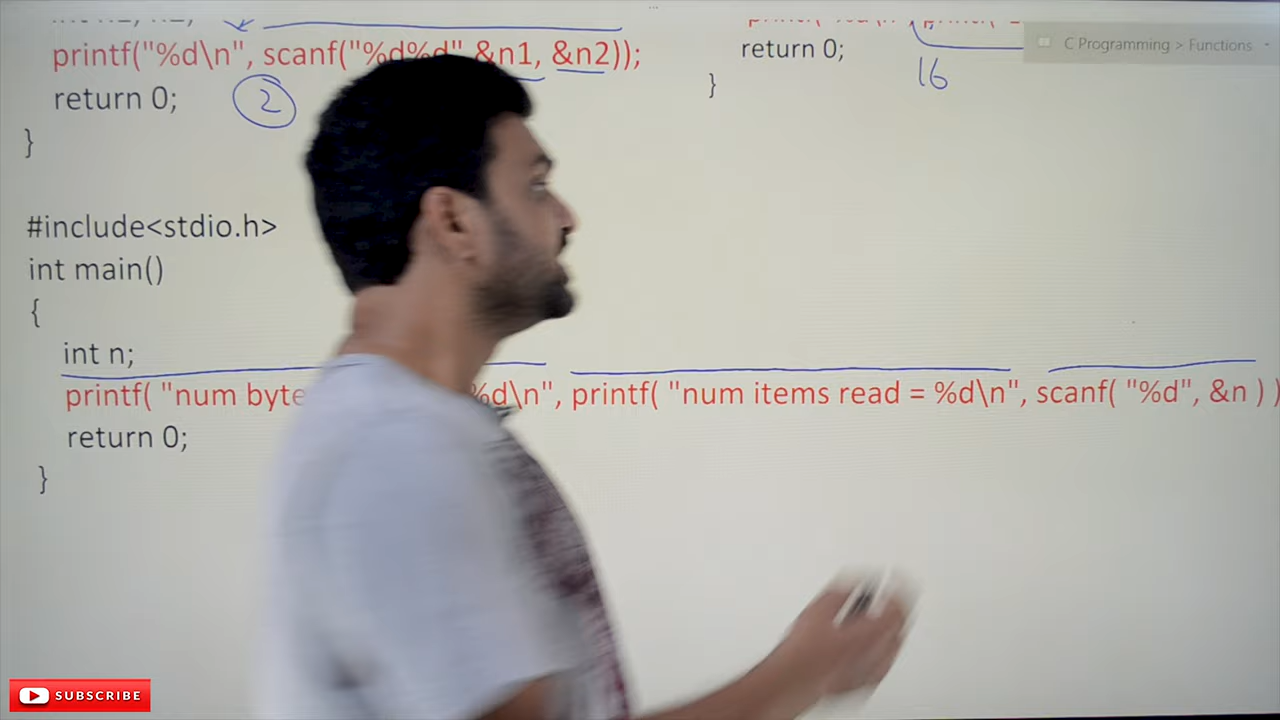 printf("%d\n", scanf("%d%d" &n1, &n2));
return 0;
2
}
return 0;
16
}
C Programming > Functions
#include<stdio.h>
int main()
{
int n;
printf( "num byte %d\n", printf( "num items read = %d\n", scanf( "%d", &n ) )
return 0;
}
SUBSCRIBE